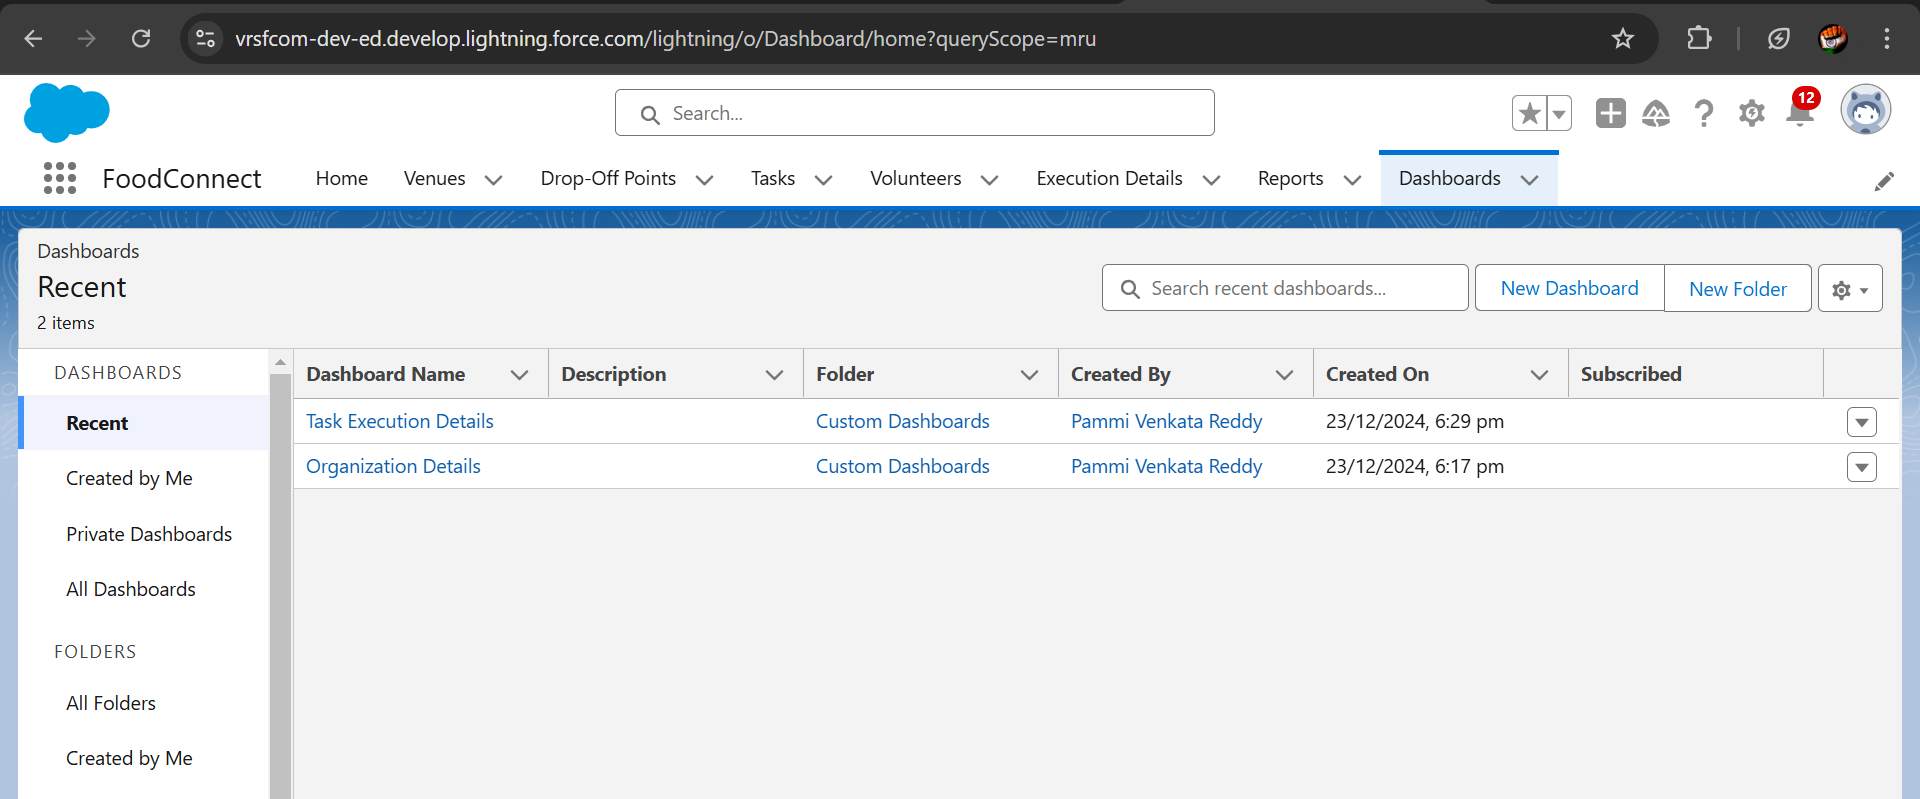 vrsfcom-dev-ed.develop.lightning.force.com/lightning/o/Dashboard/home?queryScope=mru
Search...
12
FoodConnect Home Venues Drop-Off Points Tasks Volunteers Execution Details Reports Dashboards
Dashboards
Recent
2 items
Search recent dashboards... New Dashboard New Folder
DASHBOARDS
Recent
Created by Me
Private Dashboards
All Dashboards
FOLDERS
All Folders
Created by Me
Dashboard Name Description Folder Created By Created On Subscribed
Task Execution Details Custom Dashboards Pammi Venkata Reddy 23/12/2024, 6:29 pm
Organization Details Custom Dashboards Pammi Venkata Reddy 23/12/2024, 6:17 pm